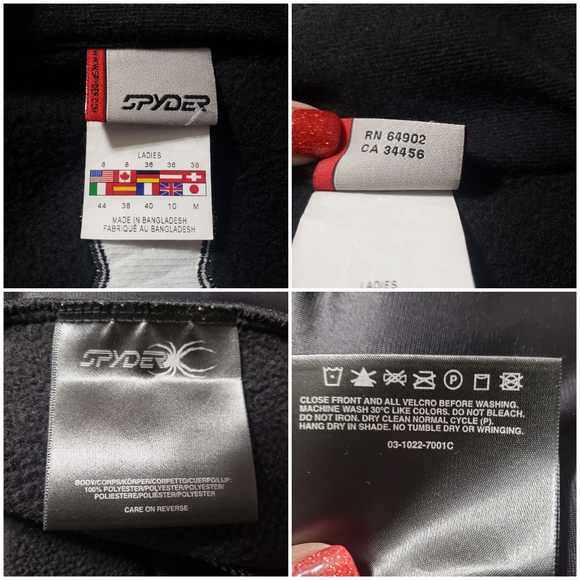 WWW.SPYDER.COM
SPYDER
LADIES
8 8 36 36 38
44 38 40 10 M
MADE IN BANGLADESH
FABRIQUÉ AU BANGLADESH
RN 64902
CA 34456
LADIES
SPYDER
BODY/CORPS/KÖRPER/CORPETTO/CUERPO/LIJF:
100% POLYESTER/POLYESTER/POLYESTER/
POLIESTERE/POLIÉSTER/POLYESTER
CARE ON REVERSE
P
CLOSE FRONT AND ALL VELCRO BEFORE WASHING.
MACHINE WASH 30°C LIKE COLORS. DO NOT BLEACH.
DO NOT IRON. DRY CLEAN NORMAL CYCLE (P).
HANG DRY IN SHADE. NO TUMBLE DRY OR WRINGING.
03-1022-7001C